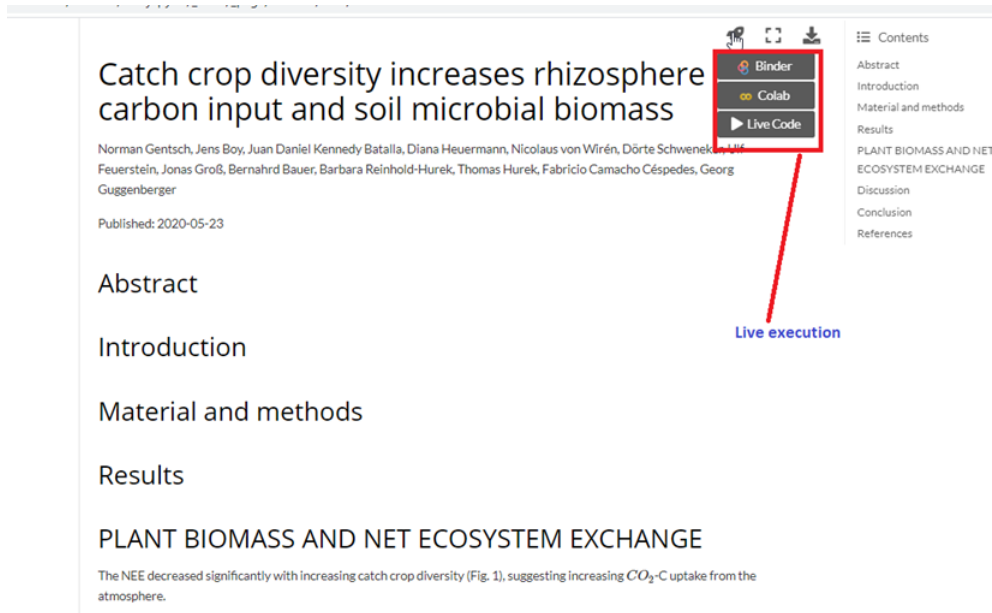 Catch crop diversity increases rhizosphere
carbon input and soil microbial biomass
Norman Gentsch, Jens Boy, Juan Daniel Kennedy Batalla, Diana Heuermann, Nicolaus von Wirén, Dörte Schweneker, Ulf
Feuerstein, Jonas Groß, Bernahrd Bauer, Barbara Reinhold-Hurek, Thomas Hurek, Fabricio Camacho Céspedes, Georg
Guggenberger
Published: 2020-05-23
Abstract
Introduction
Material and methods
Results
PLANT BIOMASS AND NET ECOSYSTEM EXCHANGE
The NEE decreased significantly with increasing catch crop diversity (Fig. 1), suggesting increasing CO₂-C uptake from the
atmosphere.
Binder
Colab
Live Code
Live execution
Contents
Abstract
Introduction
Material and methods
Results
PLANT BIOMASS AND NET
ECOSYSTEM EXCHANGE
Discussion
Conclusion
References